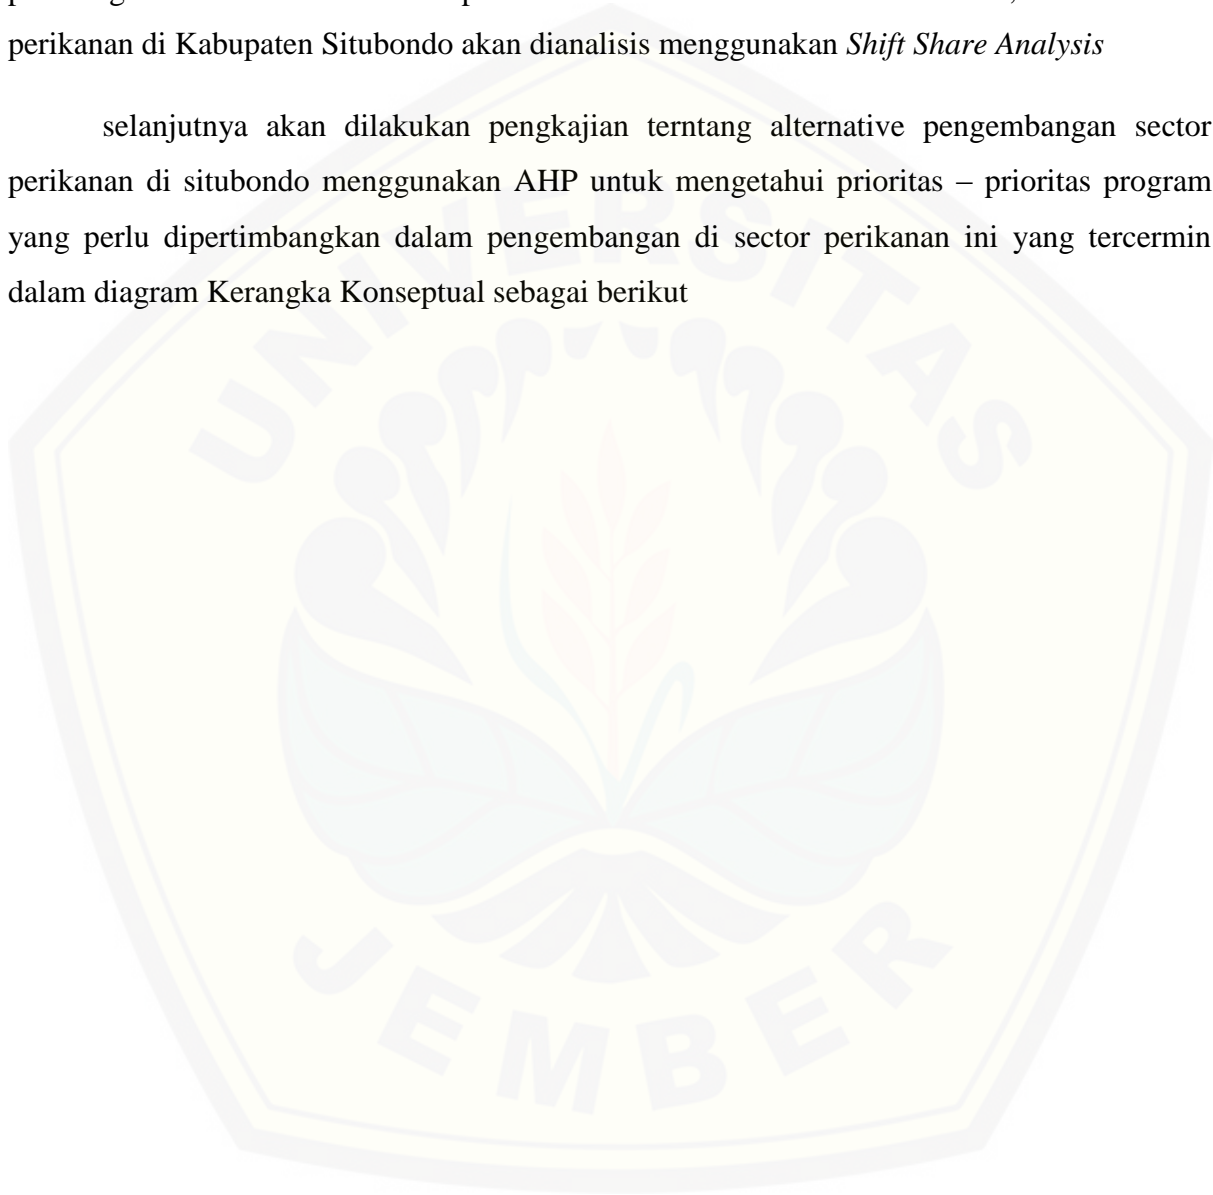 perikanan di Kabupaten Situbondo akan dianalisis menggunakan Shift Share Analysis
selanjutnya akan dilakukan pengkajian terntang alternative pengembangan sector
perikanan di situbondo menggunakan AHP untuk mengetahui prioritas – prioritas program
yang perlu dipertimbangkan dalam pengembangan di sector perikanan ini yang tercermin
dalam diagram Kerangka Konseptual sebagai berikut
UNIVERSITAS
JEMBER